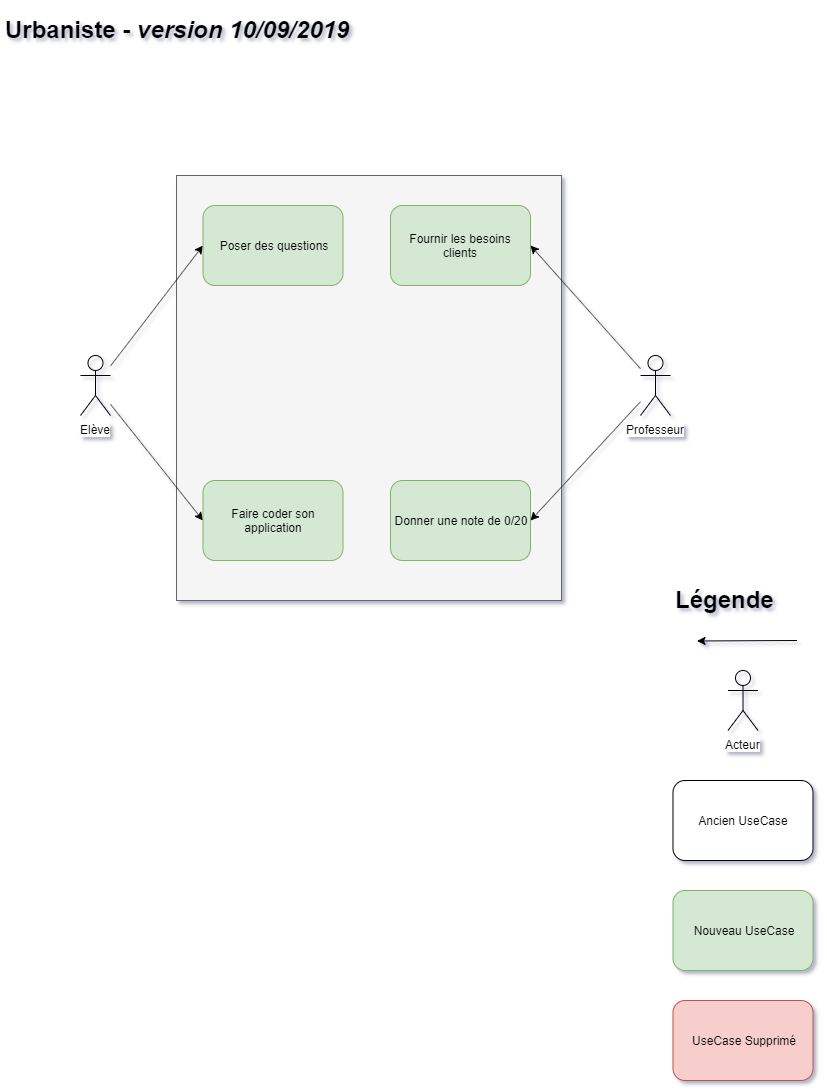 Urbaniste - version 10/09/2019
Poser des questions
Fournir les besoins
clients
Elève
Professeur
Faire coder son
application
Donner une note de 0/20
Légende
Acteur
Ancien UseCase
Nouveau UseCase
UseCase Supprimé